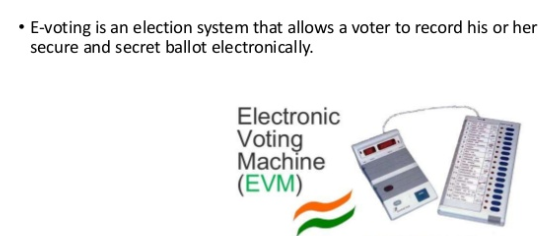 • E-voting is an election system that allows a voter to record his or her
secure and secret ballot electronically.
Electronic
Voting
Machine
(EVM)